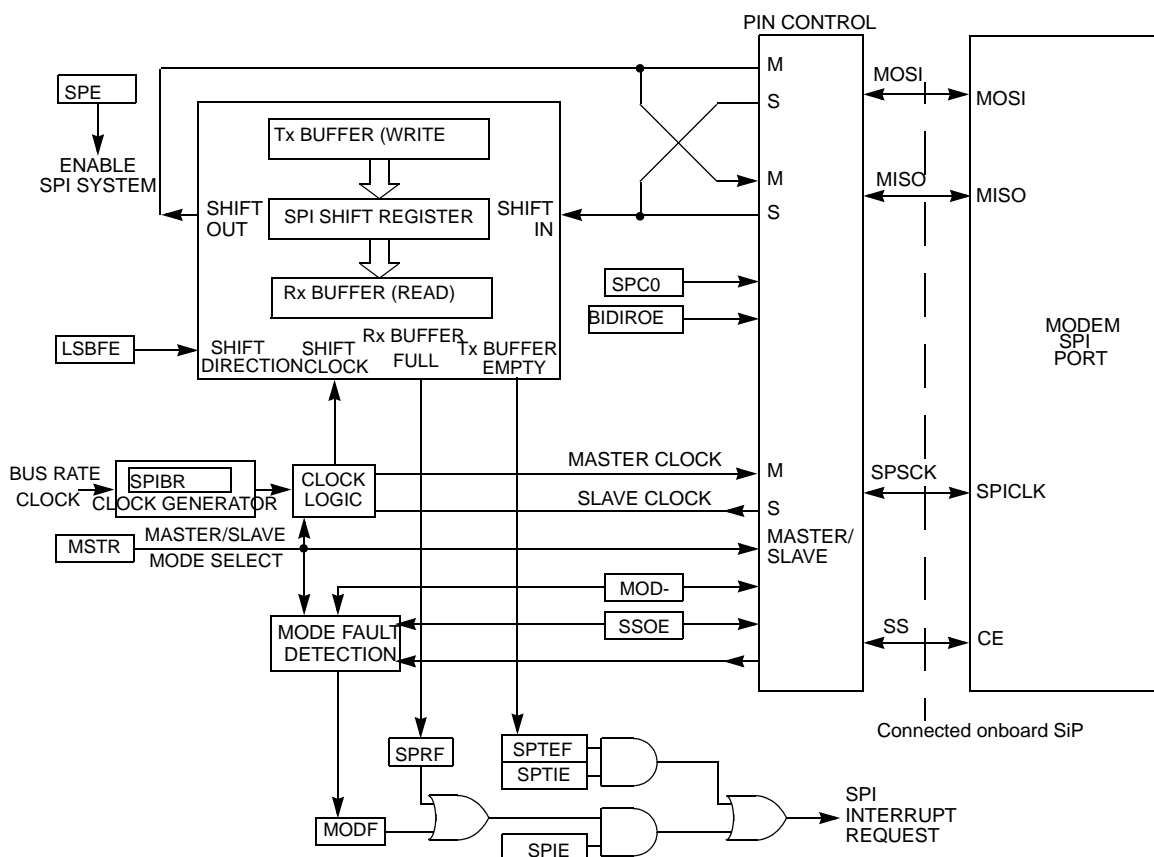 PIN CONTROL
M
MOSI
MOSI
SPE
S
Tx BUFFER (WRITE
ENABLE
SPI SYSTEM
M
MISO
MISO
SHIFT
OUT
SPI SHIFT REGISTER
SHIFT
IN
S
SPC0
Rx BUFFER (READ)
BIDIROE
MODEM
SPI
PORT
LSBFE
SHIFT
DIRECTION
SHIFT
CLOCK
Rx BUFFER
FULL
Tx BUFFER
EMPTY
MASTER CLOCK
M
BUS RATE
CLOCK
SPIBR
CLOCK GENERATOR
CLOCK
LOGIC
SPSCK
SPICLK
SLAVE CLOCK
S
MSTR
MASTER/SLAVE
MODE SELECT
MASTER/
SLAVE
MOD-
MODE FAULT
DETECTION
SSOE
SS
CE
Connected onboard SiP
SPRF
SPTEF
SPTIE
MODF
SPIE
SPI
INTERRUPT
REQUEST